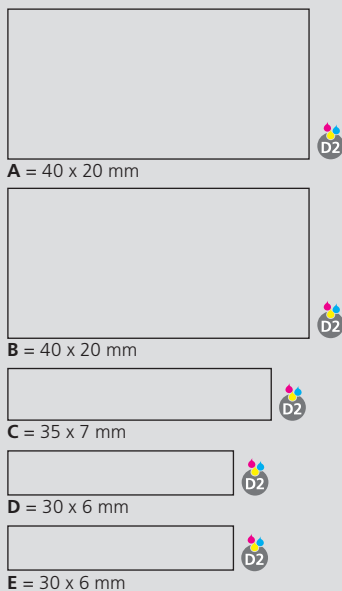 D2
A = 40 x 20 mm
D2
B = 40 x 20 mm
D2
C = 35 x 7 mm
D2
D = 30 x 6 mm
D2
E = 30 x 6 mm